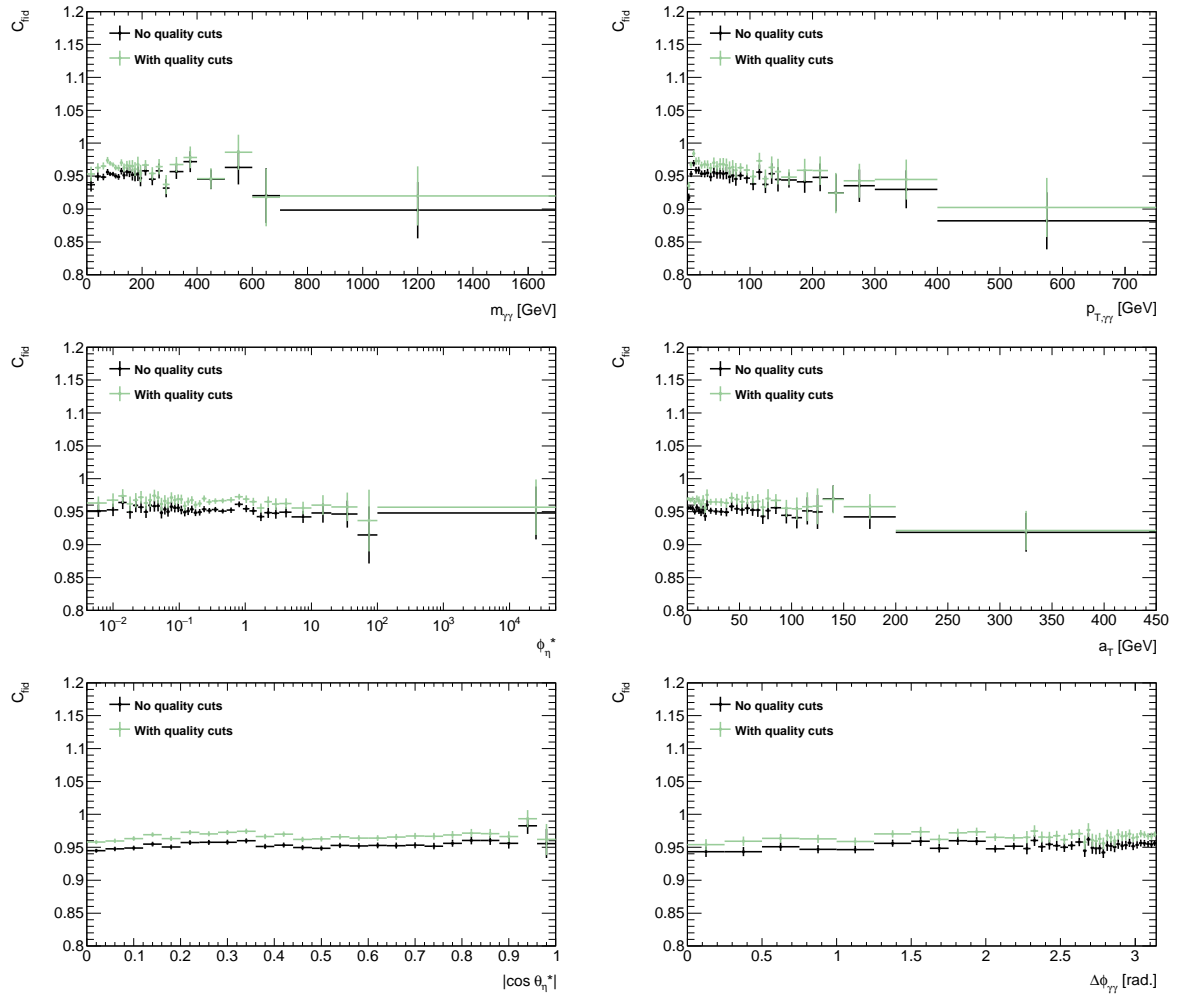 C_fid
1.2
1.15
1.1
1.05
1
0.95
0.9
0.85
0.8
No quality cuts
With quality cuts
0 200 400 600 800 1000 1200 1400 1600
m_γγ [GeV]
C_fid
1.2
1.15
1.1
1.05
1
0.95
0.9
0.85
0.8
No quality cuts
With quality cuts
0 100 200 300 400 500 600 700
p_T,γγ [GeV]
C_fid
1.2
1.15
1.1
1.05
1
0.95
0.9
0.85
0.8
No quality cuts
With quality cuts
10⁻² 10⁻¹ 1 10 10² 10³ 10⁴
ϕ_η*
C_fid
1.2
1.15
1.1
1.05
1
0.95
0.9
0.85
0.8
No quality cuts
With quality cuts
0 50 100 150 200 250 300 350 400 450
a_T [GeV]
C_fid
1.2
1.15
1.1
1.05
1
0.95
0.9
0.85
0.8
No quality cuts
With quality cuts
0 0.1 0.2 0.3 0.4 0.5 0.6 0.7 0.8 0.9 1
|cos θ_η*|
C_fid
1.2
1.15
1.1
1.05
1
0.95
0.9
0.85
0.8
No quality cuts
With quality cuts
0 0.5 1 1.5 2 2.5 3
Δϕ_γγ [rad.]